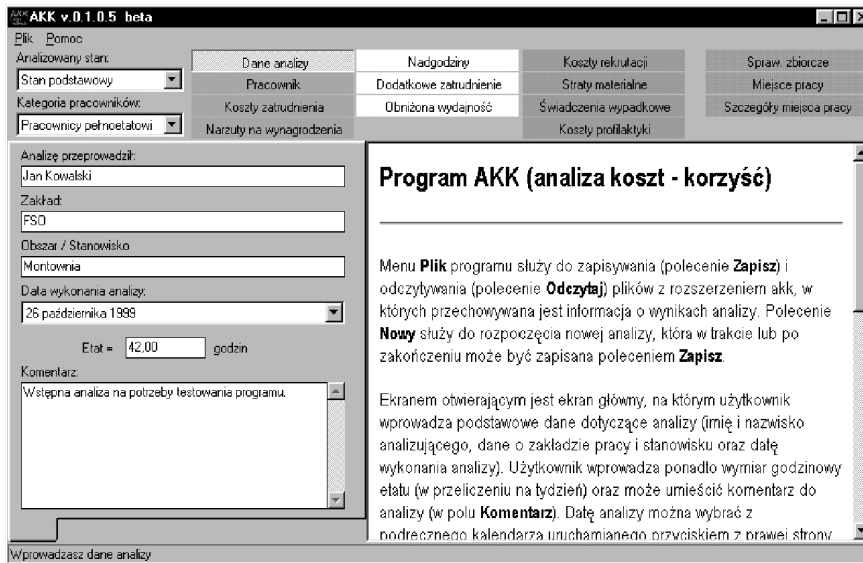 AKK v.0.1.0.5 beta
Plik Pomoc
Analizowany stan:
Stan podstawowy
Kategoria pracowników:
Pracownicy pełnoetatowi
Dane analizy
Pracownik
Koszty zatrudnienia
Narzuty na wynagrodzenia
Nadgodziny
Dodatkowe zatrudnienie
Obniżona wydajność
Koszty rekrutacji
Straty materialne
Świadczenia wypadkowe
Koszty profilaktyki
Spraw. zbiorcze
Miejsce pracy
Szczegóły miejsca pracy
Analizę przeprowadził:
Jan Kowalski
Zakład:
FSO
Obszar / Stanowisko
Montownia
Data wykonania analizy:
26 października 1999
Etat = 42,00 godzin
Komentarz:
Wstępna analiza na potrzeby testowania programu.
Program AKK (analiza koszt - korzyść)
Menu Plik programu służy do zapisywania (polecenie Zapisz) i
odczytywania (polecenie Odczytaj) plików z rozszerzeniem akk, w
których przechowywana jest informacja o wynikach analizy. Polecenie
Nowy służy do rozpoczęcia nowej analizy, która w trakcie lub po
zakończeniu może być zapisana poleceniem Zapisz.
Ekranem otwierającym jest ekran główny, na którym użytkownik
wprowadza podstawowe dane dotyczące analizy (imię i nazwisko
analizującego, dane o zakładzie pracy i stanowisku oraz datę
wykonania analizy). Użytkownik wprowadza ponadto wymiar godzinowy
etatu (w przeliczeniu na tydzień) oraz może umieścić komentarz do
analizy (w polu Komentarz). Datę analizy można wybrać z
podręcznego kalendarza uruchamianego przyciskiem z prawej strony
Wprowadzasz dane analizy